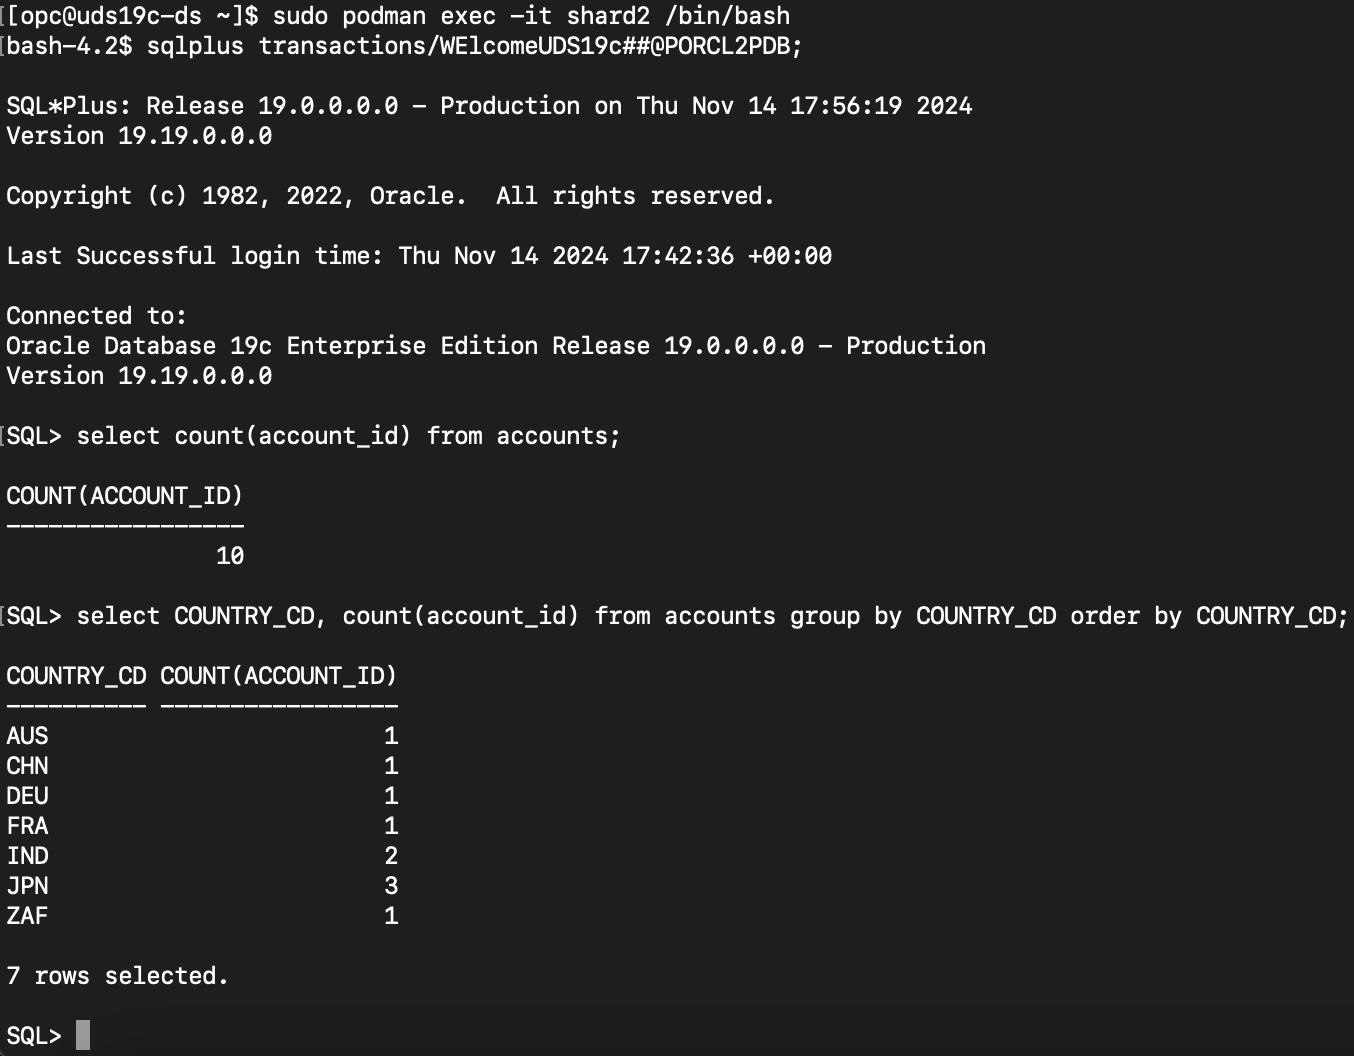 [[opc@uds19c-ds ~]$ sudo podman exec -it shard2 /bin/bash
[bash-4.2$ sqlplus transactions/WElcomeUDS19c##@PORCL2PDB;
SQL*Plus: Release 19.0.0.0.0 - Production on Thu Nov 14 17:56:19 2024
Version 19.19.0.0.0
Copyright (c) 1982, 2022, Oracle.  All rights reserved.
Last Successful login time: Thu Nov 14 2024 17:42:36 +00:00
Connected to:
Oracle Database 19c Enterprise Edition Release 19.0.0.0.0 - Production
Version 19.19.0.0.0
[SQL> select count(account_id) from accounts;
COUNT(ACCOUNT_ID)
-----------------
10
[SQL> select COUNTRY_CD, count(account_id) from accounts group by COUNTRY_CD order by COUNTRY_CD;
COUNTRY_CD COUNT(ACCOUNT_ID)
---------- -----------------
AUS 1
CHN 1
DEU 1
FRA 1
IND 2
JPN 3
ZAF 1
7 rows selected.
SQL>